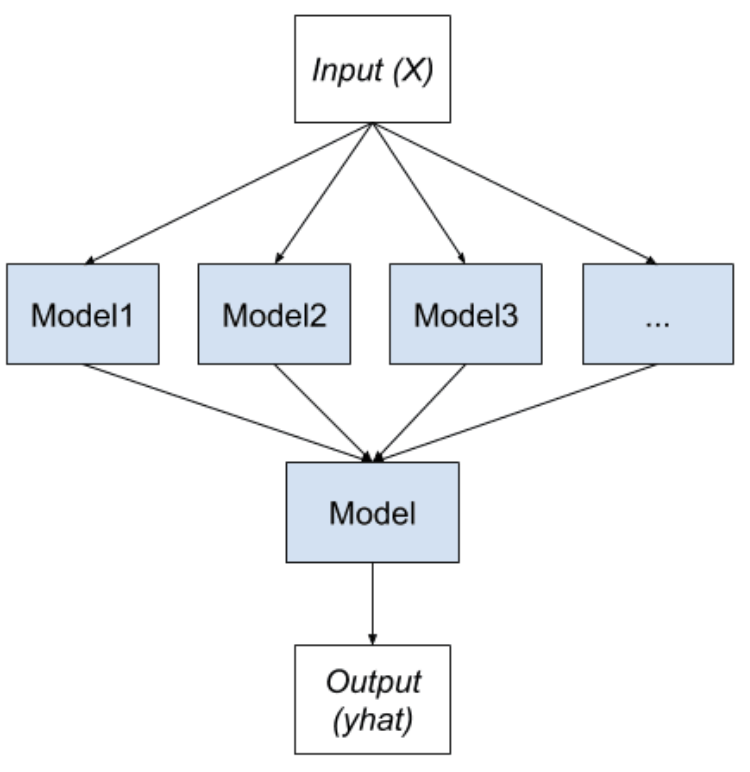 Input (X)
Model1
Model2
Model3
...
Model
Output
(yhat)